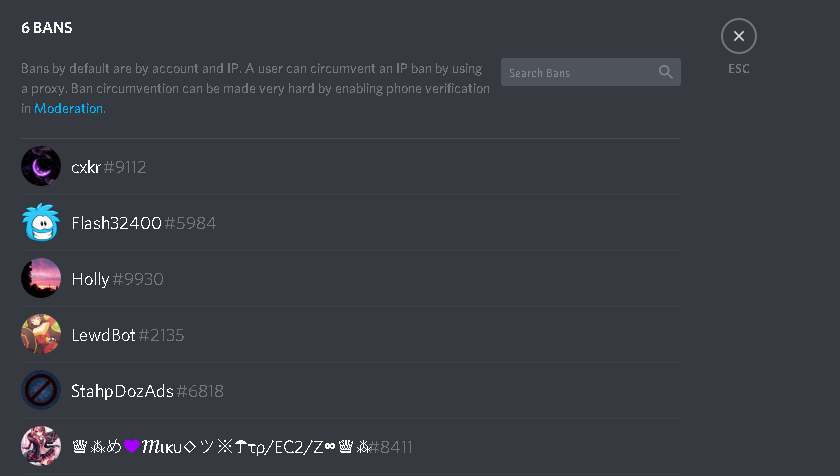 6 BANS
Bans by default are by account and IP. A user can circumvent an IP ban by using
a proxy. Ban circumvention can be made very hard by enabling phone verification
in Moderation.
Search Bans
ESC
cxkr#9112
Flash32400#5984
Holly#9930
LewdBot#2135
StahpDozAds#6818
♕⁂め💜𝓜ικυ◇ツ※☂τρ/EC2/Z∞♕⁂#8411